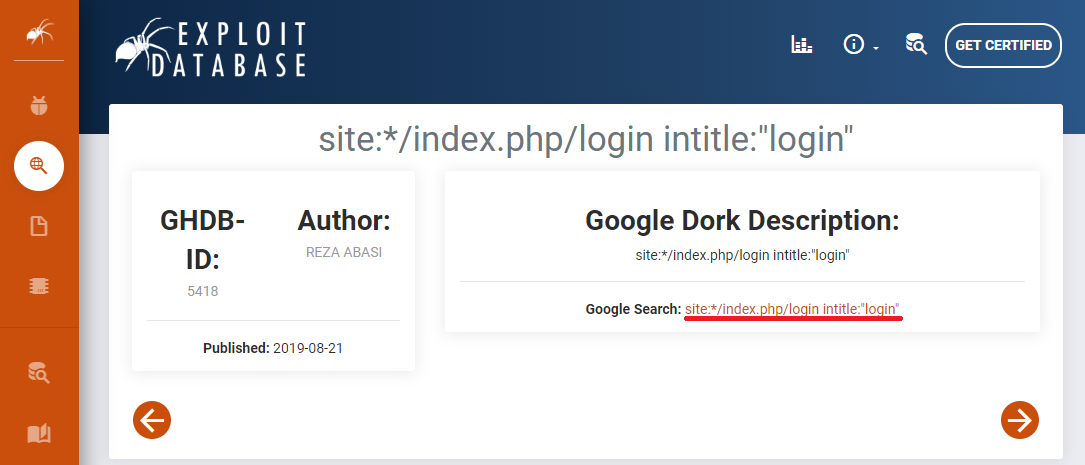 EXPLOIT
DATABASE
GET CERTIFIED
site:*/index.php/login intitle:"login"
GHDB-
ID:
5418
Author:
REZA ABASI
Published: 2019-08-21
Google Dork Description:
site:*/index.php/login intitle:"login"
Google Search: site:*/index.php/login intitle:"login"